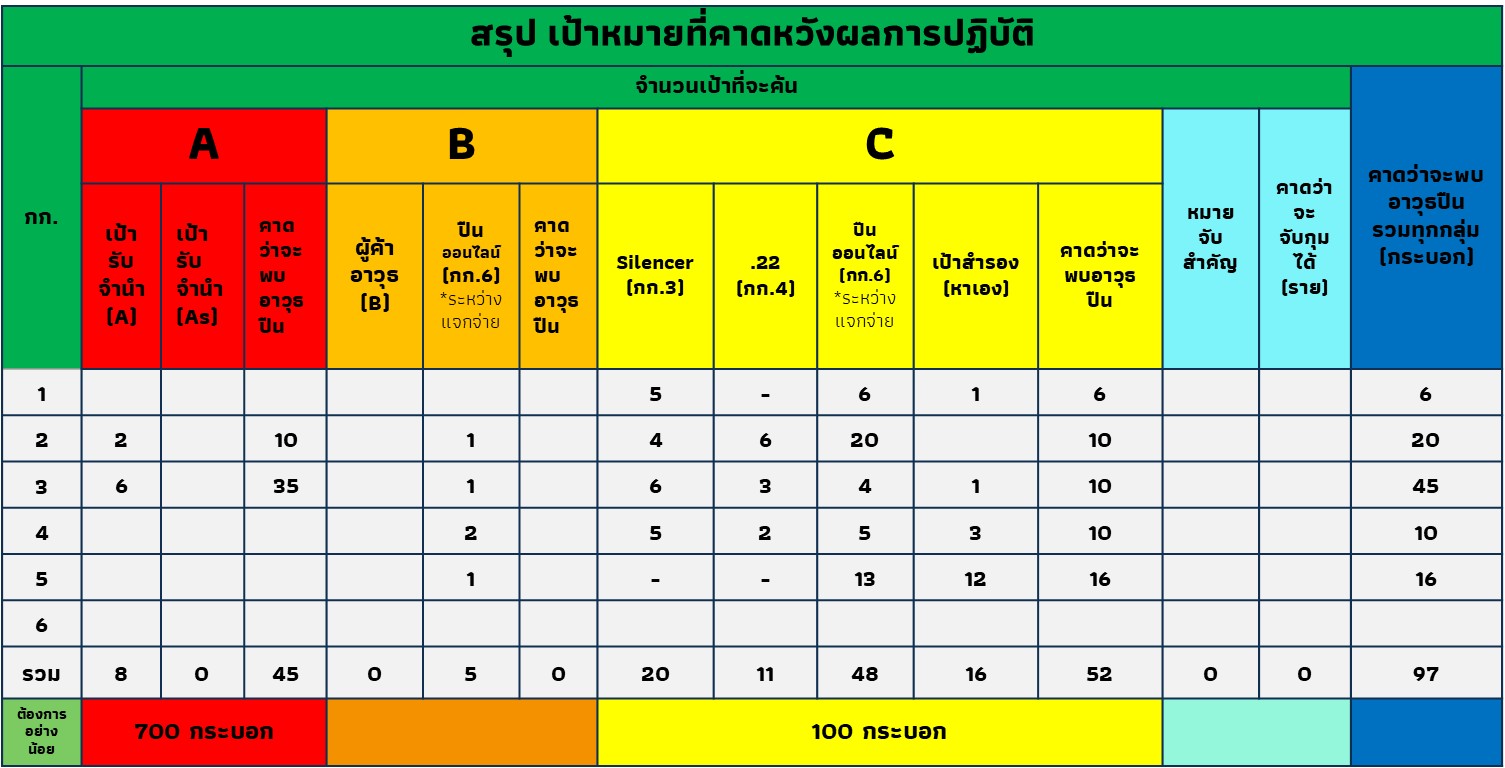 สรุป เป้าหมายที่คาดหวังผลการปฏิบัติ
กก.
จำนวนเป้าที่จะค้น
คาดว่าจะพบ
อาวุธปืน
รวมทุกกลุ่ม
(กระบอก)
A
B
C
หมาย
จับ
สำคัญ
คาดว่า
จะ
จับกุม
ได้
(ราย)
เป้า
รับ
จำนำ
(A)
เป้า
รับ
จำนำ
(As)
คาด
ว่าจะ
พบ
อาวุธ
ปืน
ผู้ค้า
อาวุธ
(B)
ปืน
ออนไลน์
(กก.6)
*ระหว่าง
แจกจ่าย
คาด
ว่าจะ
พบ
อาวุธ
ปืน
Silencer
(กก.3)
.22
(กก.4)
ปืน
ออนไลน์
(กก.6)
*ระหว่าง
แจกจ่าย
เป้าสำรอง
(หาเอง)
คาดว่าจะ
พบอาวุธ
ปืน
1 5 - 6 1 6 6
2 2 10 1 4 6 20 10 20
3 6 35 1 6 3 4 1 10 45
4 2 5 2 5 3 10 10
5 1 - - 13 12 16 16
6
รวม 8 0 45 0 5 0 20 11 48 16 52 0 0 97
ต้องการ
อย่าง
น้อย
700 กระบอก
100 กระบอก